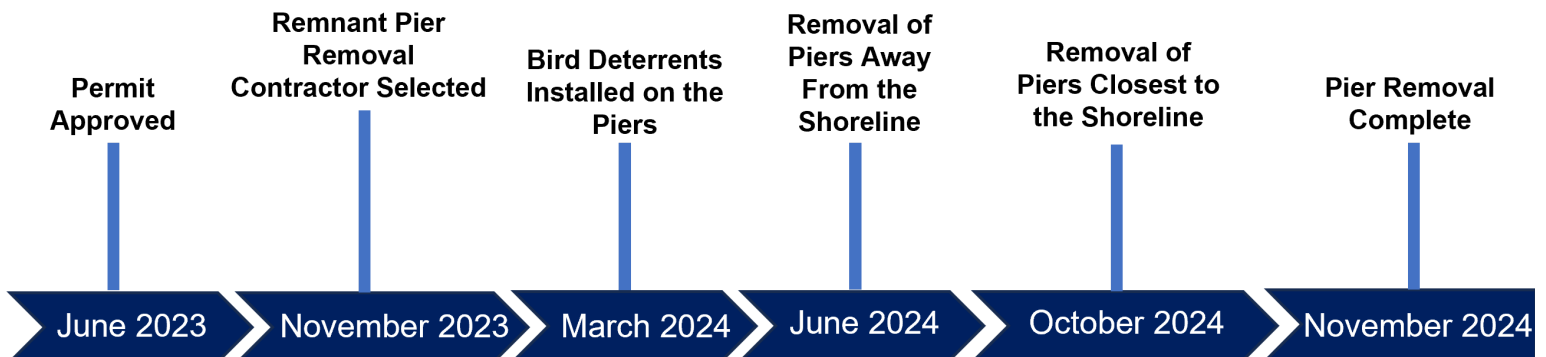 Permit
Approved
Remnant Pier
Removal
Contractor Selected
Bird Deterrents
Installed on the
Piers
Removal of
Piers Away
From the
Shoreline
Removal of
Piers Closest to
the Shoreline
Pier Removal
Complete
June 2023
November 2023
March 2024
June 2024
October 2024
November 2024